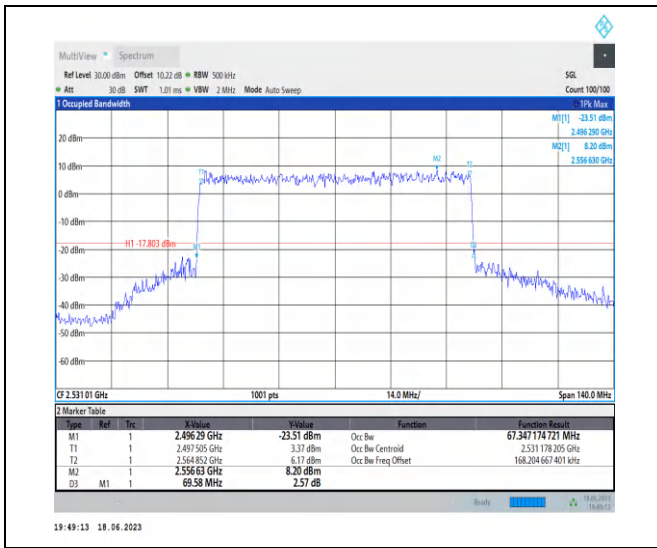 MultiView Spectrum
Ref Level 30.00 dBm Offset 10.22 dB RBW 500 kHz SGL
Att 30 dB SWT 1.01 ms VBW 2 MHz Mode Auto Sweep Count 100/100
1 Occupied Bandwidth 1Pk Max
M1[1] -23.51 dBm
2.496 290 GHz
20 dBm
M2[1] 8.20 dBm
2.556 630 GHz
M2
T1
T2
10 dBm
0 dBm
-10 dBm
H1 -17.803 dBm
M1
-20 dBm
-30 dBm
-40 dBm
-50 dBm
-60 dBm
CF 2.531 01 GHz 1001 pts 14.0 MHz/ Span 140.0 MHz
2 Marker Table
Type Ref Trc X-Value Y-Value Function Function Result
M1 1 2.496 29 GHz -23.51 dBm Occ Bw 67.347 174 721 MHz
T1 1 2.497 505 GHz 3.37 dBm Occ Bw Centroid 2.531 178 205 GHz
T2 1 2.564 852 GHz 6.17 dBm Occ Bw Freq Offset 168.204 667 401 kHz
M2 1 2.556 63 GHz 8.20 dBm
D3 M1 1 69.58 MHz 2.57 dB
Ready 18.06.2023
19:49:13
19:49:13 18.06.2023